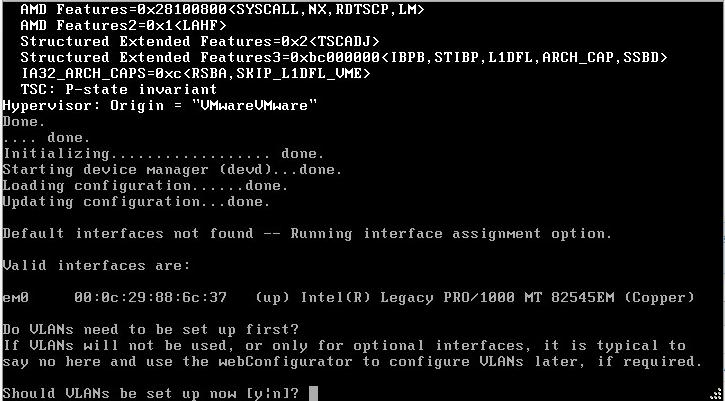 AMD Features=0x28100800<SYSCALL,NX,RDTSCP,LM>
AMD Features2=0x1<LAHF>
Structured Extended Features=0x2<TSCADJ>
Structured Extended Features3=0xbc000000<IBPB,STIBP,L1DFL,ARCH_CAP,SSBD>
IA32_ARCH_CAPS=0xc<RSBA,SKIP_L1DFL_VME>
TSC: P-state invariant
Hypervisor: Origin = "VMwareVMware"
Done.
.... done.
Initializing.................. done.
Starting device manager (devd)...done.
Loading configuration......done.
Updating configuration...done.
Default interfaces not found -- Running interface assignment option.
Valid interfaces are:
em0 00:0c:29:88:6c:37 (up) Intel(R) Legacy PRO/1000 MT 82545EM (Copper)
Do VLANs need to be set up first?
If VLANs will not be used, or only for optional interfaces, it is typical to
say no here and use the webConfigurator to configure VLANs later, if required.
Should VLANs be set up now [y|n]?